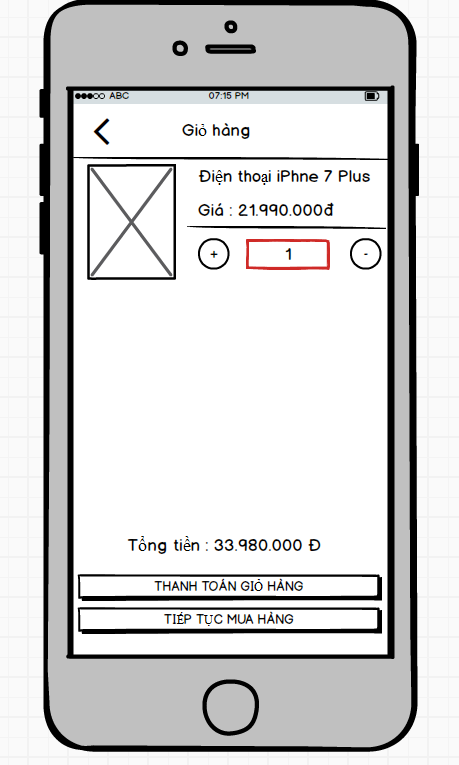 ABC 07:15 PM
Giỏ hàng
Điện thoại iPhne 7 Plus
Giá : 21.990.000đ
+ 1 -
Tổng tiền : 33.980.000 Đ
THANH TOÁN GIỎ HÀNG
TIẾP TỤC MUA HÀNG